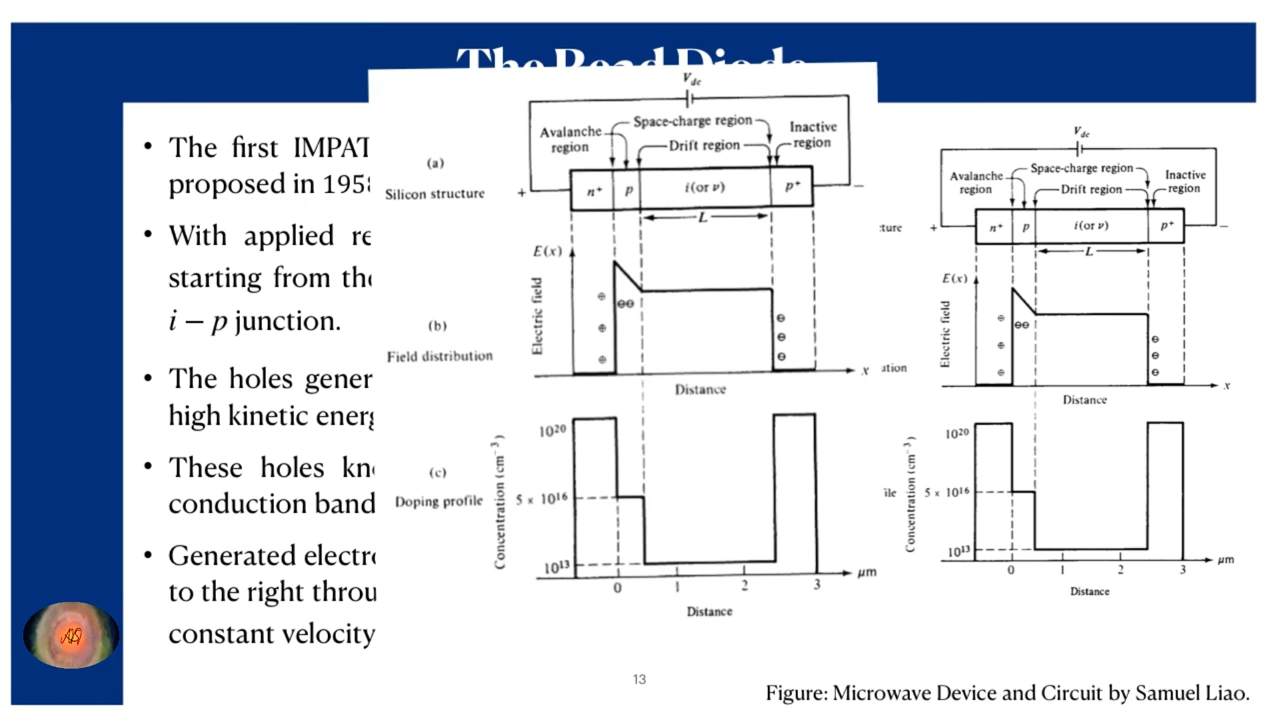 The Read Diode
• The first IMPAT
proposed in 1958
• With applied re
starting from the
i – p junction.
• The holes gener
high kinetic energ
• These holes kn
conduction band
• Generated electr
to the right throu
constant velocity
V_dc
Space-charge region
Avalanche region
Drift region
Inactive region
(a)
Silicon structure
+
n+
p
i(or ν)
p+
–
L
E(x)
Electric field
(b)
Field distribution
x
Distance
Concentration (cm⁻³)
10²⁰
(c)
Doping profile
5 × 10¹⁶
10¹³
0 1 2 3
μm
Distance
V_dc
Space-charge region
Avalanche region
Drift region
Inactive region
:ture
+
n+
p
i(or ν)
p+
–
L
E(x)
Electric field
ation
x
Distance
Concentration (cm⁻³)
10²⁰
ile
5 × 10¹⁶
10¹³
0 1 2 3
μm
Distance
13
Figure: Microwave Device and Circuit by Samuel Liao.